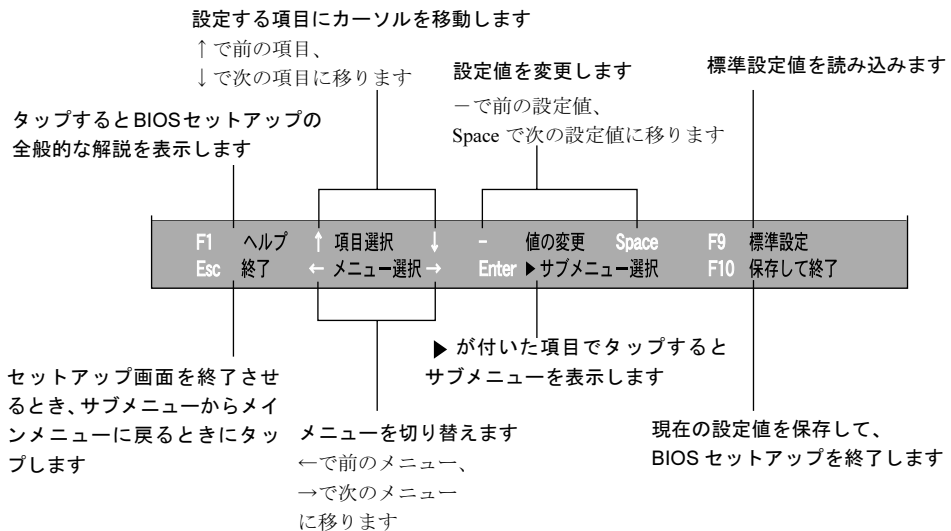 設定する項目にカーソルを移動します
↑で前の項目、
↓で次の項目に移ります
設定値を変更します
－で前の設定値、
Space で次の設定値に移ります
標準設定値を読み込みます
タップするとBIOSセットアップの
全般的な解説を表示します
F1 ヘルプ ↑ 項目選択 ↓ - 値の変更 Space F9 標準設定
Esc 終了 ← メニュー選択 → Enter ▶サブメニュー選択 F10 保存して終了
▶ が付いた項目でタップすると
サブメニューを表示します
セットアップ画面を終了させ
るとき、サブメニューからメイ
ンメニューに戻るときにタッ
プします
メニューを切り替えます
←で前のメニュー、
→で次のメニュー
に移ります
現在の設定値を保存して、
BIOS セットアップを終了します